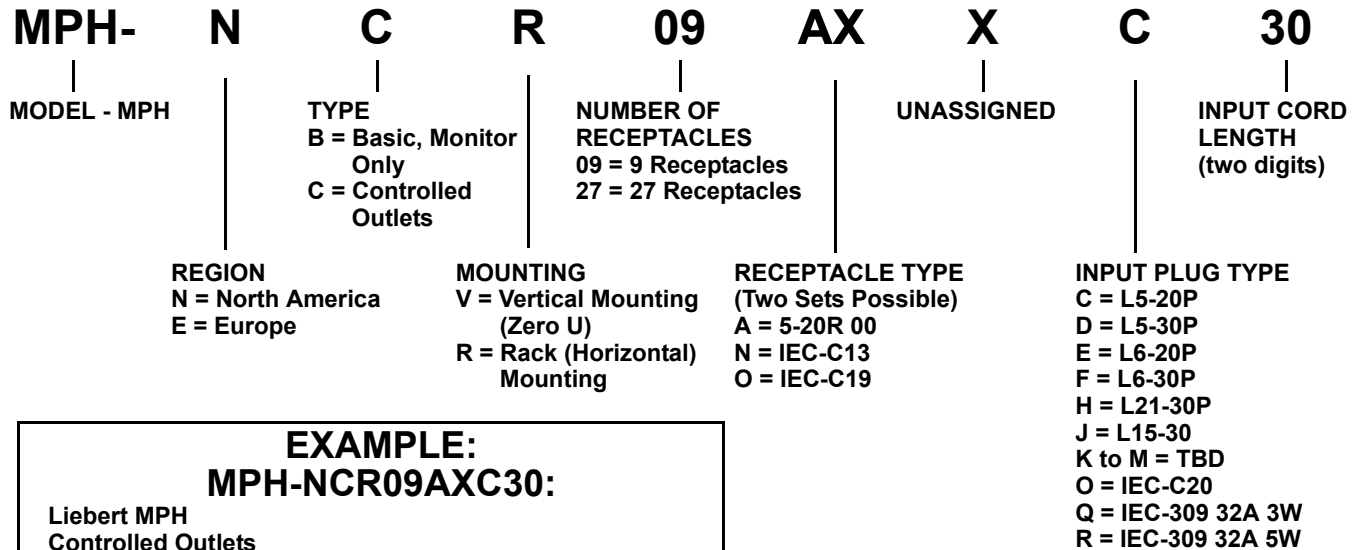 MPH- N C R 09 AX X C 30
MODEL - MPH
TYPE
B = Basic, Monitor
Only
C = Controlled
Outlets
NUMBER OF
RECEPTACLES
09 = 9 Receptacles
27 = 27 Receptacles
UNASSIGNED
INPUT CORD
LENGTH
(two digits)
REGION
N = North America
E = Europe
MOUNTING
V = Vertical Mounting
(Zero U)
R = Rack (Horizontal)
Mounting
RECEPTACLE TYPE
(Two Sets Possible)
A = 5-20R 00
N = IEC-C13
O = IEC-C19
INPUT PLUG TYPE
C = L5-20P
D = L5-30P
E = L6-20P
F = L6-30P
H = L21-30P
J = L15-30
K to M = TBD
O = IEC-C20
Q = IEC-309 32A 3W
R = IEC-309 32A 5W
EXAMPLE:
MPH-NCR09AXC30:
Liebert MPH
Controlled Outlets